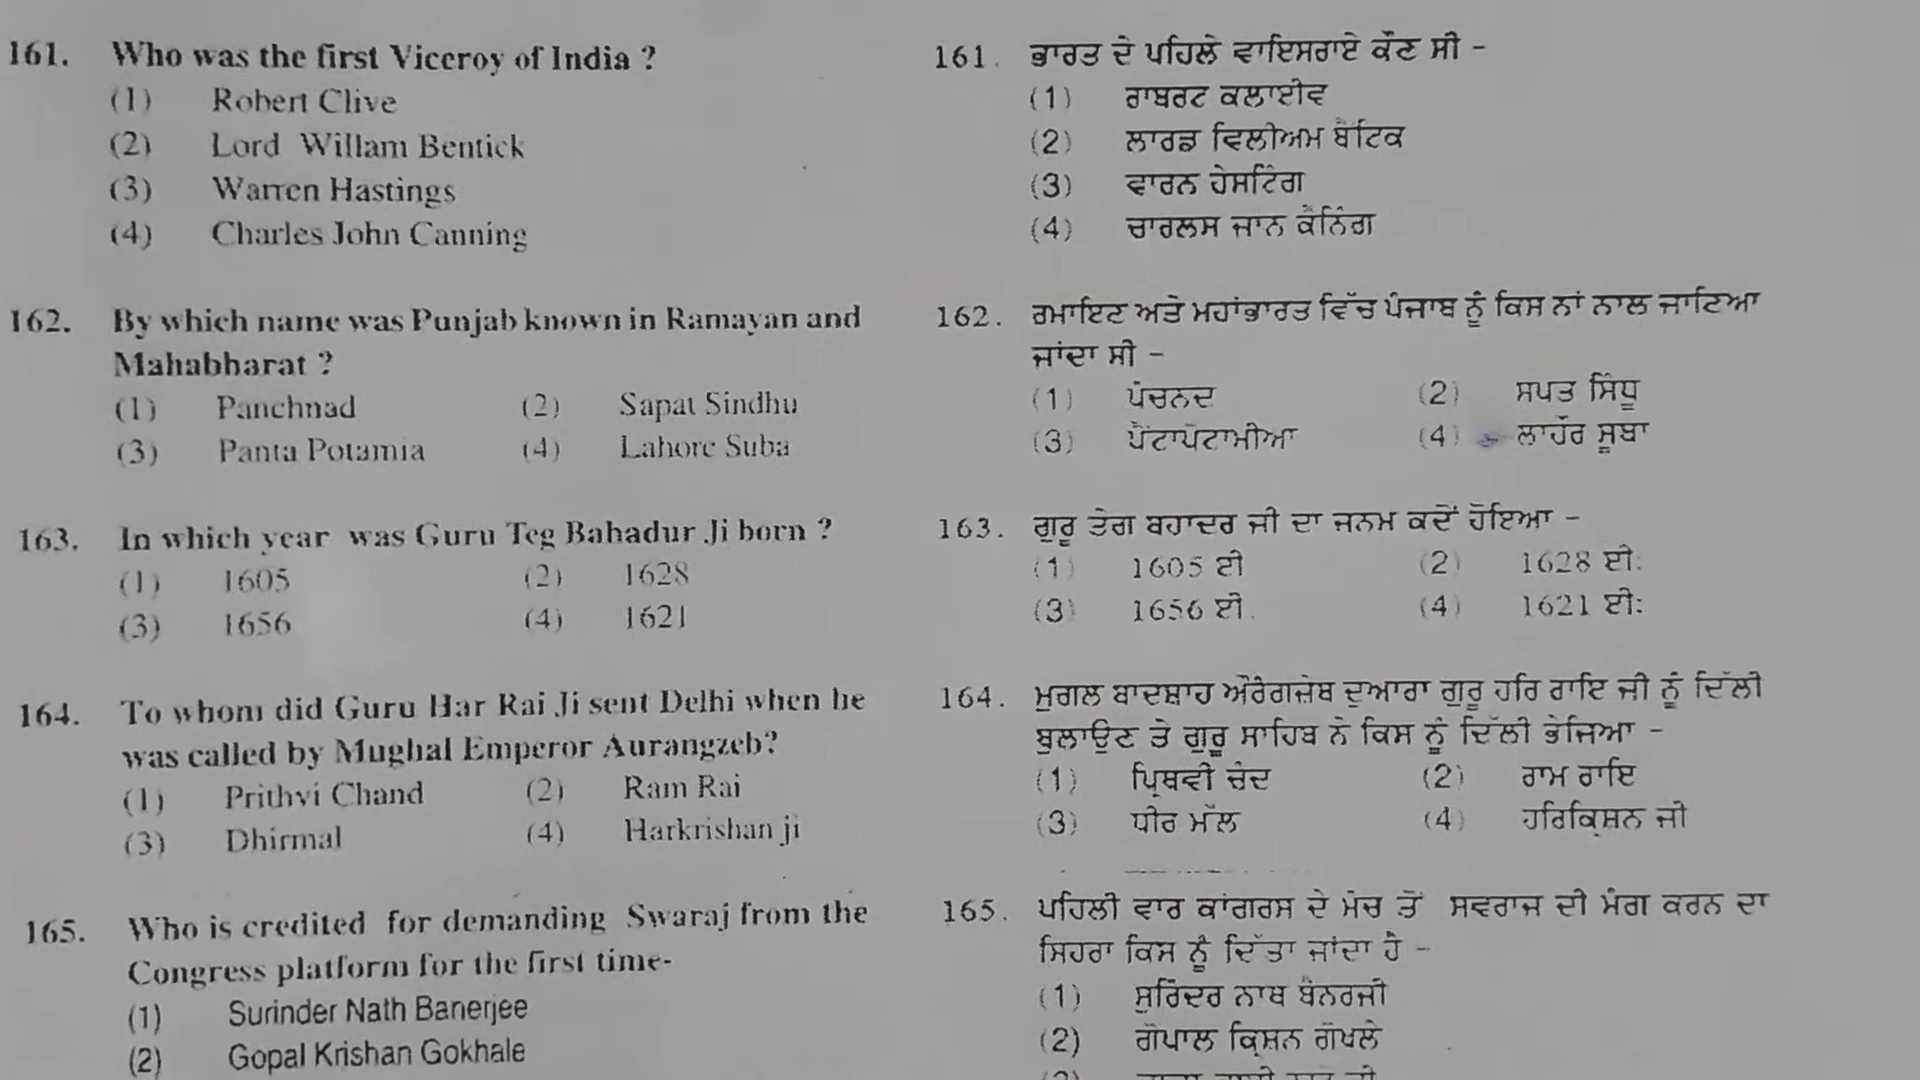 161. Who was the first Viceroy of India ?
(1) Robert Clive
(2) Lord Willam Bentick
(3) Warren Hastings
(4) Charles John Canning
162. By which name was Punjab known in Ramayan and
Mahabharat ?
(1) Panchnad (2) Sapat Sindhu
(3) Panta Potamia (4) Lahore Suba
163. In which year was Guru Teg Bahadur Ji born ?
(1) 1605 (2) 1628
(3) 1656 (4) 1621
164. To whom did Guru Har Rai Ji sent Delhi when he
was called by Mughal Emperor Aurangzeb?
(1) Prithvi Chand (2) Ram Rai
(3) Dhirmal (4) Harkrishan ji
165. Who is credited for demanding Swaraj from the
Congress platform for the first time-
(1) Surinder Nath Banerjee
(2) Gopal Krishan Gokhale
161. ਭਾਰਤ ਦੇ ਪਹਿਲੇ ਵਾਇਸਰਾਏ ਕੌਣ ਸੀ –
(1) ਰਾਬਰਟ ਕਲਾਈਵ
(2) ਲਾਰਡ ਵਿਲੀਅਮ ਬੈਂਟਿਕ
(3) ਵਾਰਨ ਹੇਸਟਿੰਗ
(4) ਚਾਰਲਸ ਜਾਨ ਕੈਨਿੰਗ
162. ਰਮਾਇਣ ਅਤੇ ਮਹਾਂਭਾਰਤ ਵਿੱਚ ਪੰਜਾਬ ਨੂੰ ਕਿਸ ਨਾਂ ਨਾਲ ਜਾਣਿਆ
ਜਾਂਦਾ ਸੀ –
(1) ਪੰਚਨਦ (2) ਸਪਤ ਸਿੰਧੂ
(3) ਪੈਂਟਾਪੋਟਾਮੀਆ (4) ਲਾਹੌਰ ਸੂਬਾ
163. ਗੁਰੂ ਤੇਗ ਬਹਾਦਰ ਜੀ ਦਾ ਜਨਮ ਕਦੋਂ ਹੋਇਆ –
(1) 1605 ਈ (2) 1628 ਈ:
(3) 1656 ਈ. (4) 1621 ਈ:
164. ਮੁਗਲ ਬਾਦਸ਼ਾਹ ਔਰੰਗਜ਼ੇਬ ਦੁਆਰਾ ਗੁਰੂ ਹਰਿ ਰਾਇ ਜੀ ਨੂੰ ਦਿੱਲੀ
ਬੁਲਾਉਣ ਤੇ ਗੁਰੂ ਸਾਹਿਬ ਨੇ ਕਿਸ ਨੂੰ ਦਿੱਲੀ ਭੇਜਿਆ –
(1) ਪ੍ਰਿਥਵੀ ਚੰਦ (2) ਰਾਮ ਰਾਇ
(3) ਧੀਰ ਮੱਲ (4) ਹਰਿਕ੍ਰਿਸ਼ਨ ਜੀ
165. ਪਹਿਲੀ ਵਾਰ ਕਾਂਗਰਸ ਦੇ ਮੰਚ ਤੋਂ ਸਵਰਾਜ ਦੀ ਮੰਗ ਕਰਨ ਦਾ
ਸਿਹਰਾ ਕਿਸ ਨੂੰ ਦਿੱਤਾ ਜਾਂਦਾ ਹੈ –
(1) ਸੁਰਿੰਦਰ ਨਾਥ ਬੈਨਰਜੀ
(2) ਗੋਪਾਲ ਕ੍ਰਿਸ਼ਨ ਗੋਖਲੇ